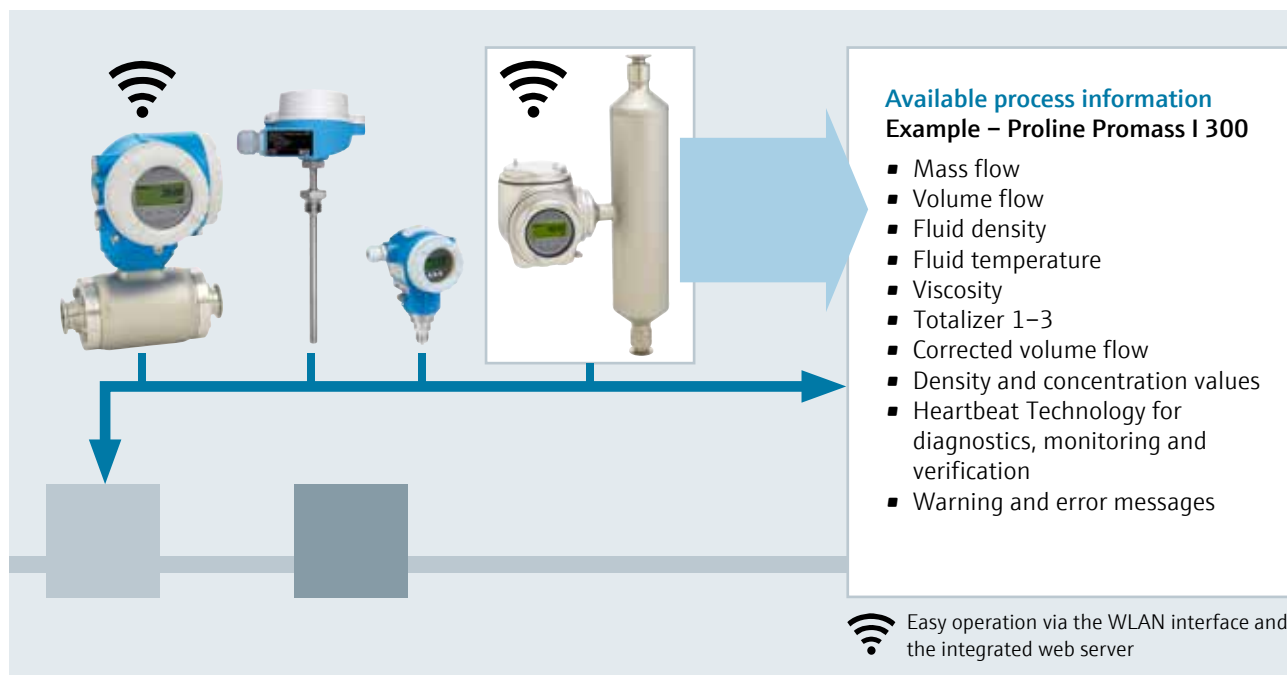 Available process information
Example – Proline Promass I 300
▪ Mass flow
▪ Volume flow
▪ Fluid density
▪ Fluid temperature
▪ Viscosity
▪ Totalizer 1–3
▪ Corrected volume flow
▪ Density and concentration values
▪ Heartbeat Technology for
diagnostics, monitoring and
verification
▪ Warning and error messages
Easy operation via the WLAN interface and
the integrated web server